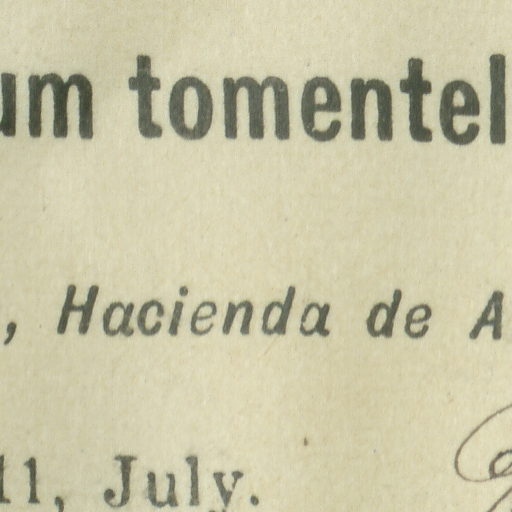 um tomentel
, Hacienda de A
11, July.